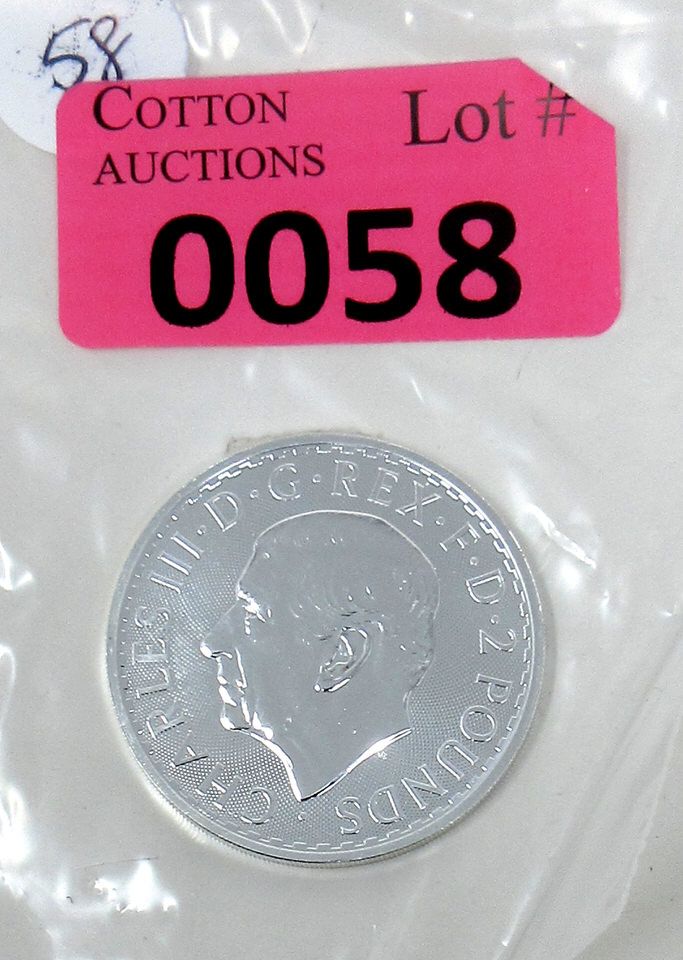 58
COTTON
AUCTIONS
Lot #
0058
CHARLES III·D·G·REX·F·D·2 POUNDS